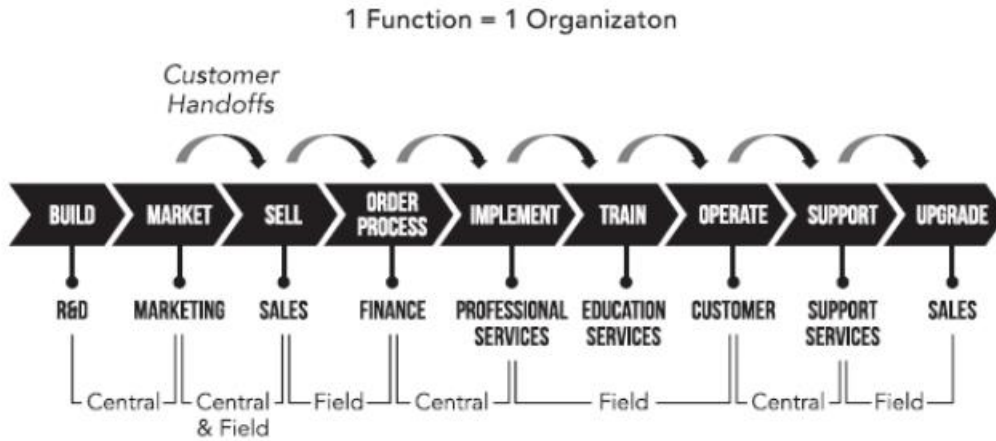 1 Function = 1 Organizaton
Customer
Handoffs
BUILD
MARKET
SELL
ORDER
PROCESS
IMPLEMENT
TRAIN
OPERATE
SUPPORT
UPGRADE
R&D
MARKETING
SALES
FINANCE
PROFESSIONAL
SERVICES
EDUCATION
SERVICES
CUSTOMER
SUPPORT
SERVICES
SALES
Central
Central
& Field
Field
Central
Field
Central
Field